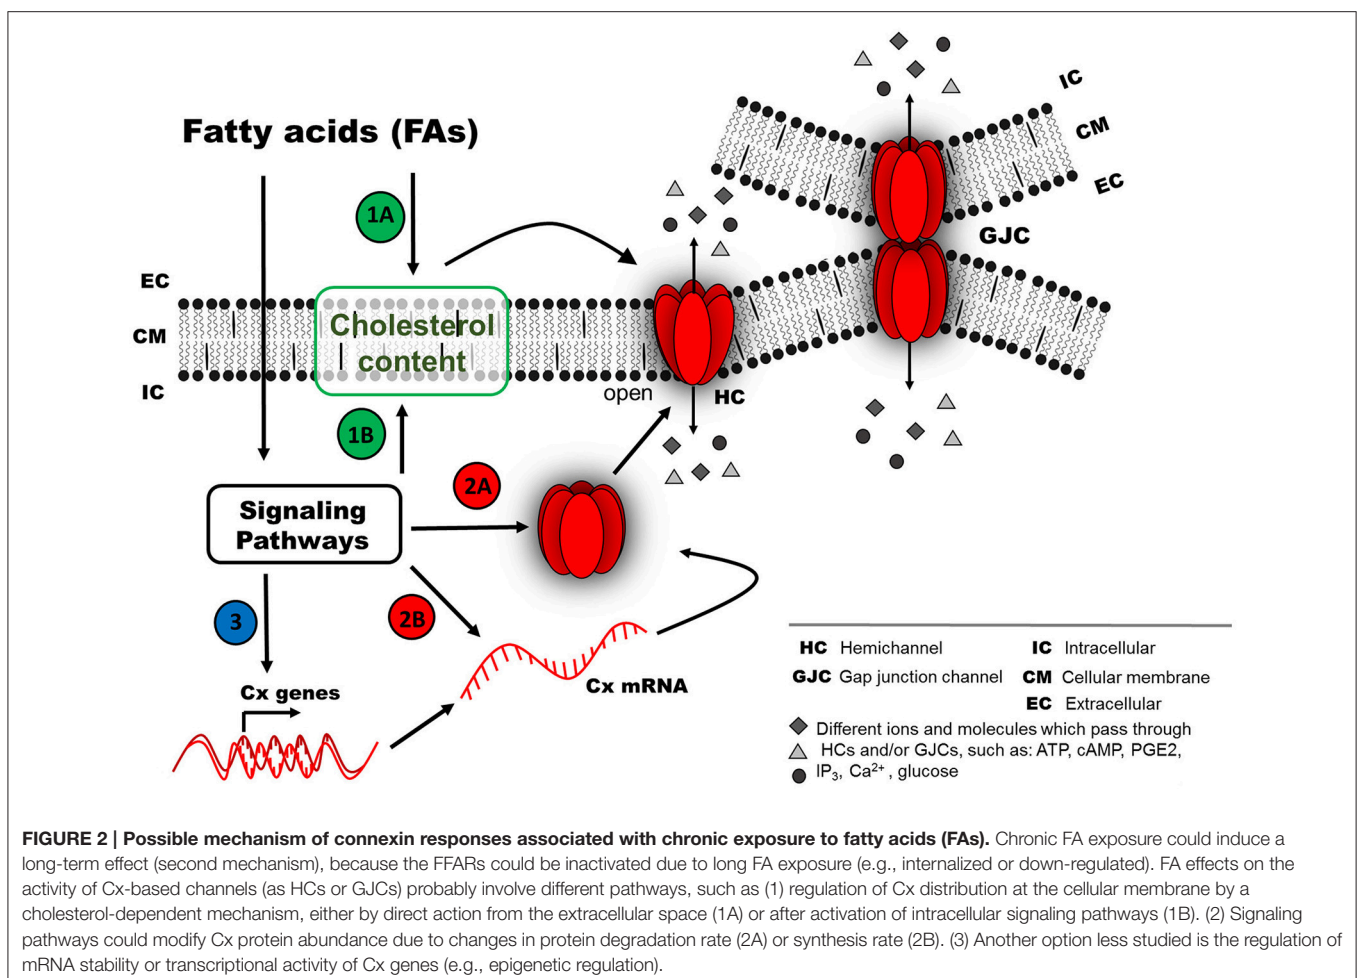 Fatty acids (FAs)
1A
EC
CM
IC
Cholesterol
content
open
HC
1B
2A
Signaling
Pathways
3
2B
Cx genes
Cx mRNA
IC
CM
EC
GJC
HC Hemichannel
IC Intracellular
GJC Gap junction channel
CM Cellular membrane
EC Extracellular
Different ions and molecules which pass through
HCs and/or GJCs, such as: ATP, cAMP, PGE2,
IP₃, Ca²⁺, glucose
FIGURE 2 | Possible mechanism of connexin responses associated with chronic exposure to fatty acids (FAs). Chronic FA exposure could induce a
long-term effect (second mechanism), because the FFARs could be inactivated due to long FA exposure (e.g., internalized or down-regulated). FA effects on the
activity of Cx-based channels (as HCs or GJCs) probably involve different pathways, such as (1) regulation of Cx distribution at the cellular membrane by a
cholesterol-dependent mechanism, either by direct action from the extracellular space (1A) or after activation of intracellular signaling pathways (1B). (2) Signaling
pathways could modify Cx protein abundance due to changes in protein degradation rate (2A) or synthesis rate (2B). (3) Another option less studied is the regulation of
mRNA stability or transcriptional activity of Cx genes (e.g., epigenetic regulation).